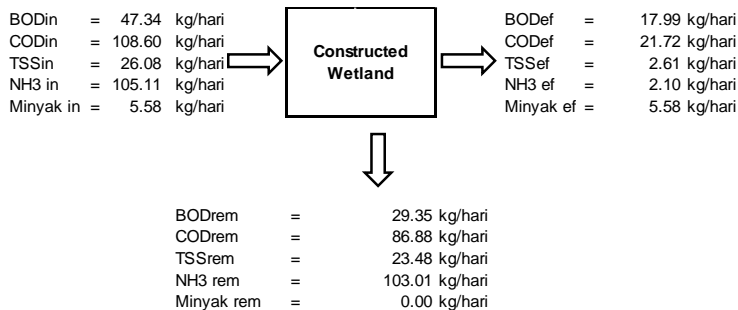 BODin = 47.34 kg/hari
CODin = 108.60 kg/hari
TSSin = 26.08 kg/hari
NH3 in = 105.11 kg/hari
Minyak in = 5.58 kg/hari
Constructed
Wetland
BODef = 17.99 kg/hari
CODef = 21.72 kg/hari
TSSef = 2.61 kg/hari
NH3 ef = 2.10 kg/hari
Minyak ef = 5.58 kg/hari
BODrem = 29.35 kg/hari
CODrem = 86.88 kg/hari
TSSrem = 23.48 kg/hari
NH3 rem = 103.01 kg/hari
Minyak rem = 0.00 kg/hari